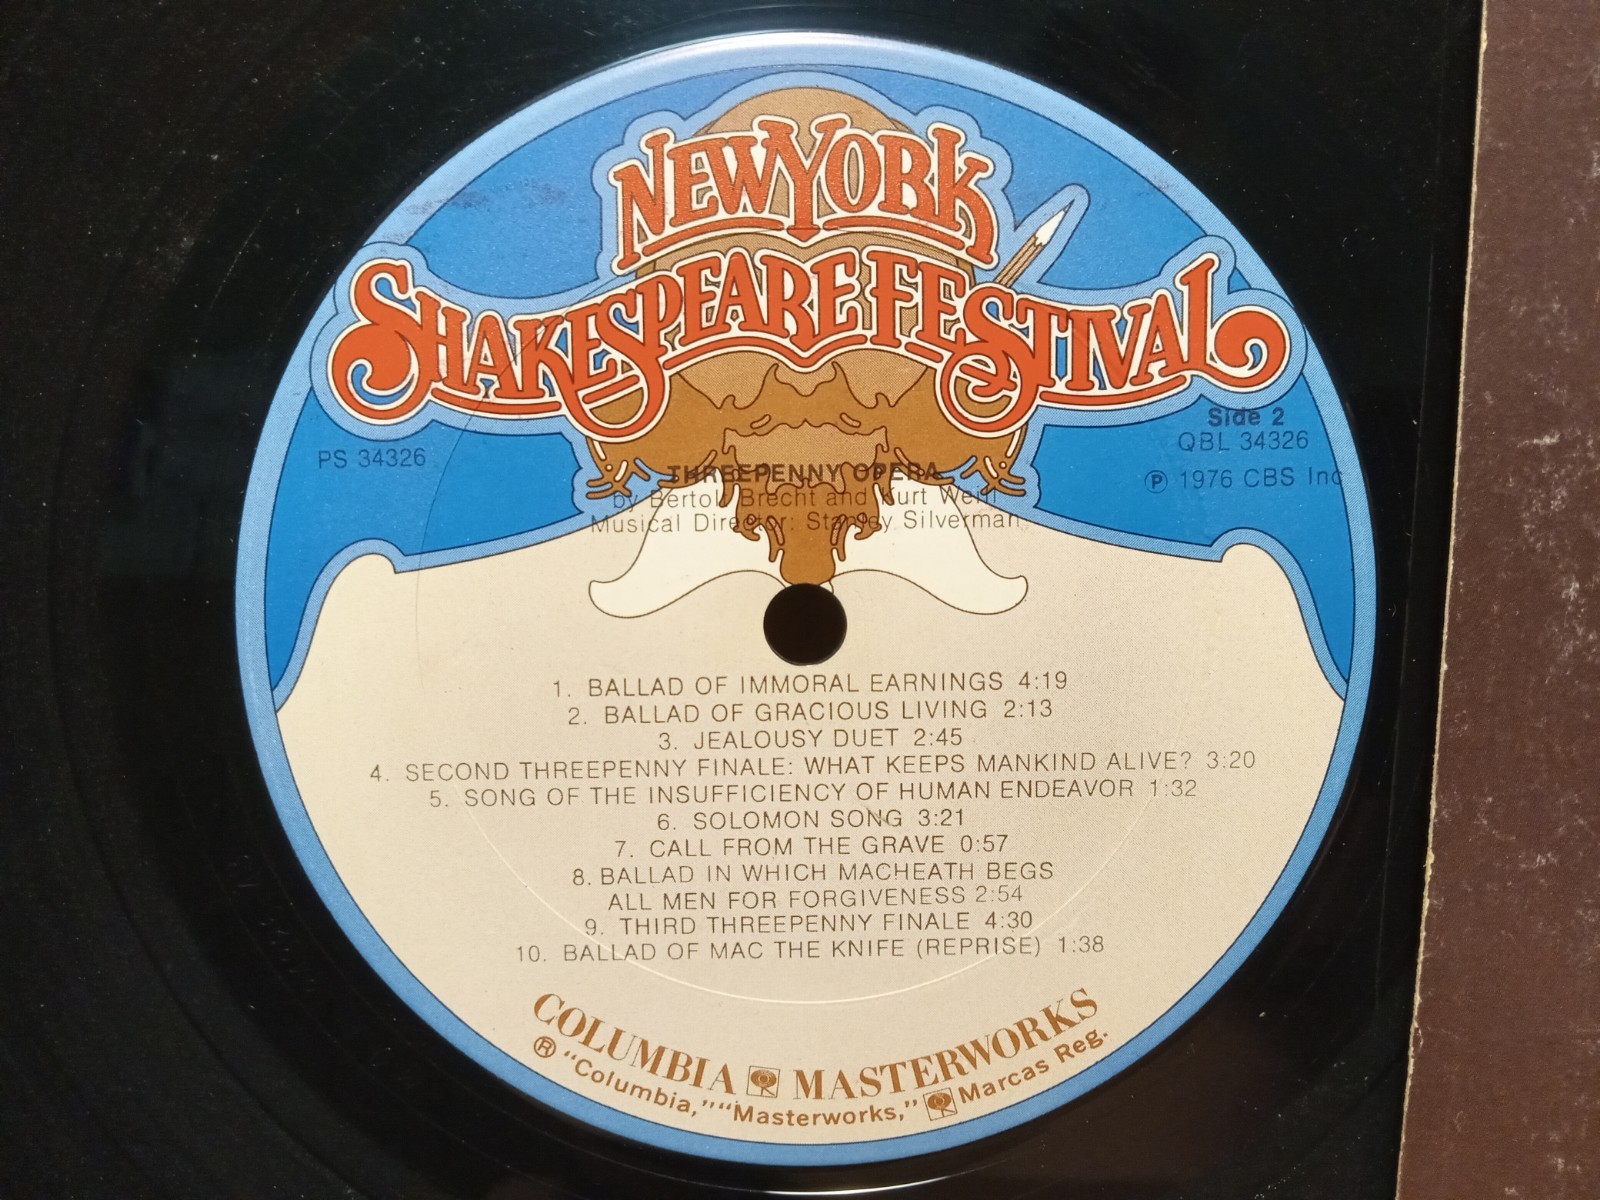 NEW YORK
SHAKESPEARE FESTIVAL
Side 2
PS 34326
QBL 34326
THREEPENNY OPERA
℗ 1976 CBS Inc
by Bertolt Brecht and Kurt Weill
Musical Director: Stanley Silverman
1. BALLAD OF IMMORAL EARNINGS 4:19
2. BALLAD OF GRACIOUS LIVING 2:13
3. JEALOUSY DUET 2:45
4. SECOND THREEPENNY FINALE: WHAT KEEPS MANKIND ALIVE? 3:20
5. SONG OF THE INSUFFICIENCY OF HUMAN ENDEAVOR 1:32
6. SOLOMON SONG 3:21
7. CALL FROM THE GRAVE 0:57
8. BALLAD IN WHICH MACHEATH BEGS
ALL MEN FOR FORGIVENESS 2:54
9. THIRD THREEPENNY FINALE 4:30
10. BALLAD OF MAC THE KNIFE (REPRISE) 1:38
COLUMBIA MASTERWORKS
® "Columbia," "Masterworks," Marcas Reg.